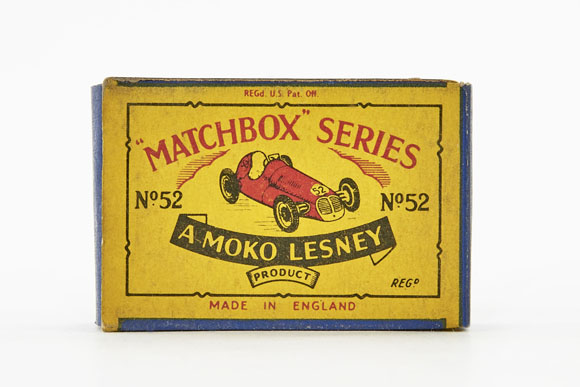 REGd. U.S. Pat. Off.
"MATCHBOX" SERIES
52
Nº52
Nº52
A MOKO LESNEY
PRODUCT
REGD
MADE IN ENGLAND